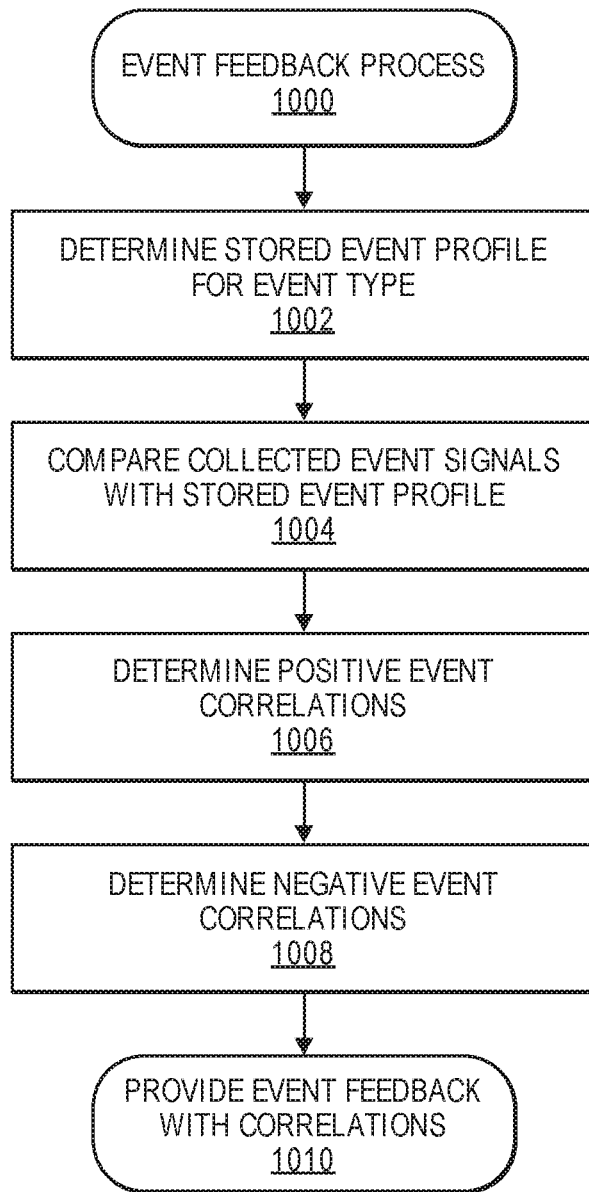 EVENT FEEDBACK PROCESS
1000
DETERMINE STORED EVENT PROFILE
FOR EVENT TYPE
1002
COMPARE COLLECTED EVENT SIGNALS
WITH STORED EVENT PROFILE
1004
DETERMINE POSITIVE EVENT
CORRELATIONS
1006
DETERMINE NEGATIVE EVENT
CORRELATIONS
1008
PROVIDE EVENT FEEDBACK
WITH CORRELATIONS
1010